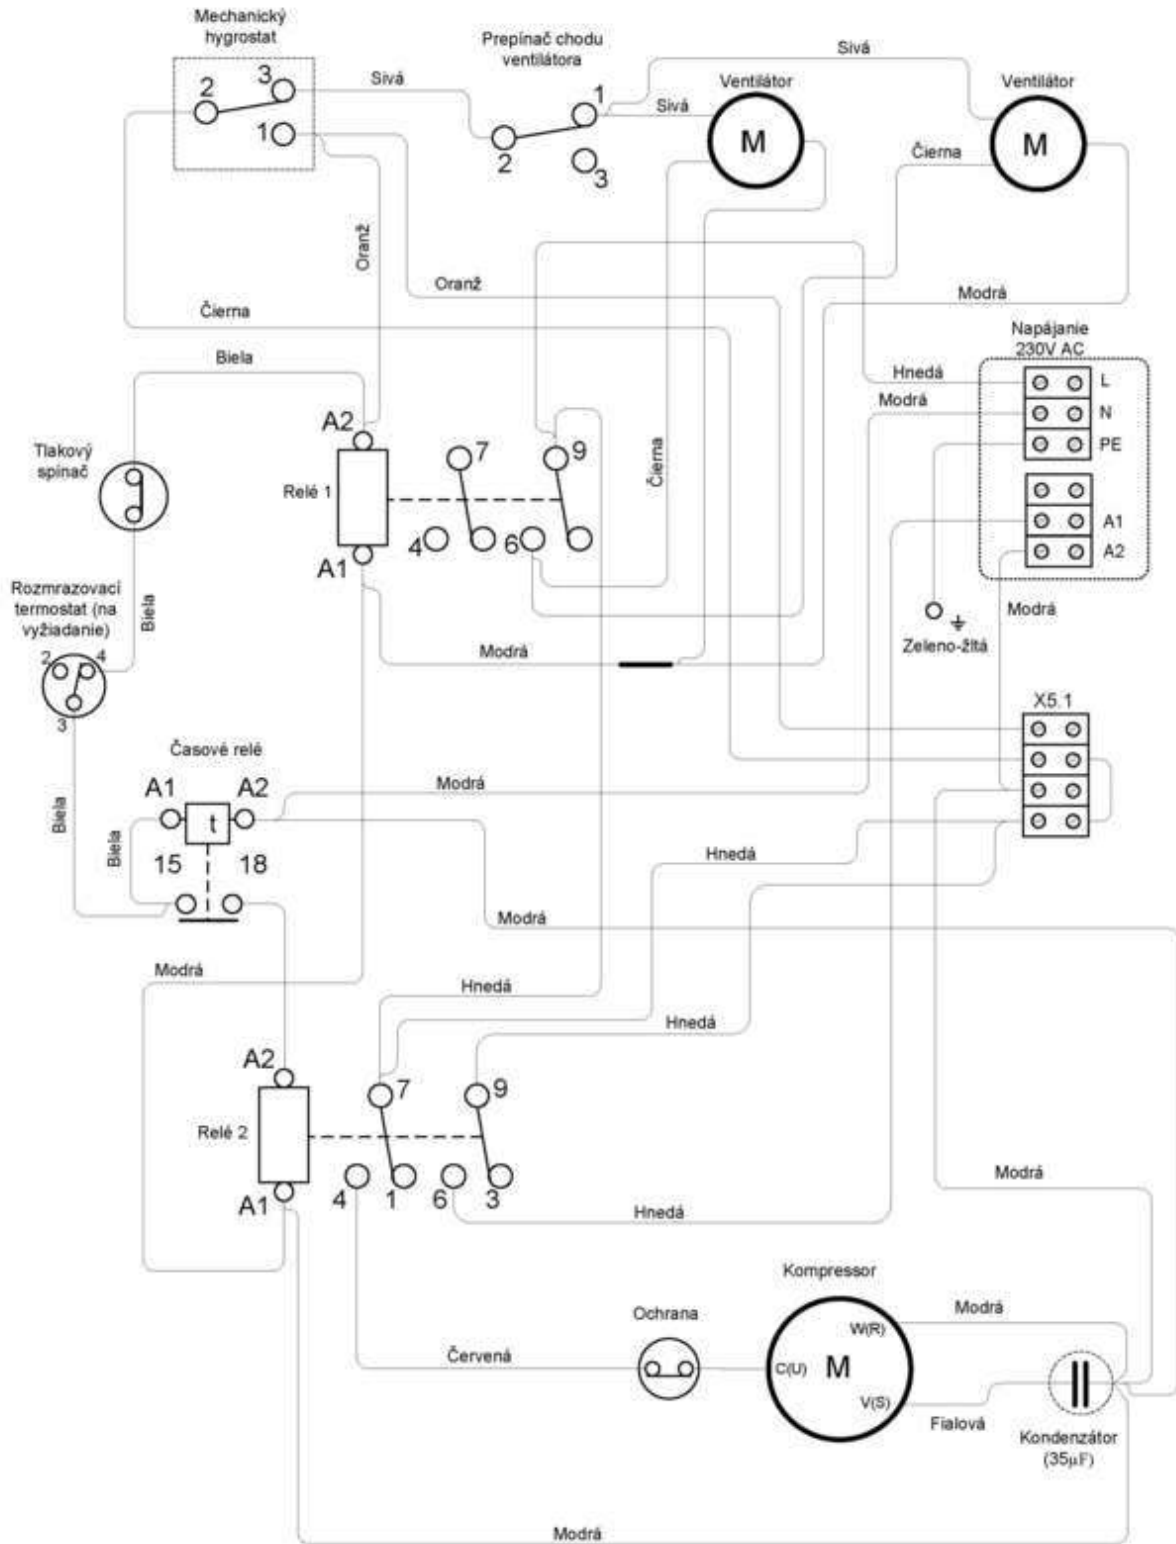 Mechanický
hygrostat
Prepínač chodu
ventilátora
Sivá
Sivá
Sivá
Ventilátor
Ventilátor
3
2
1
1
2
3
M
M
Čierna
Oranž
Oranž
Čierna
Modrá
Napájanie
230V AC
Biela
Hnedá
L
Modrá
N
PE
A2
7
9
Tlakový
spínač
Relé 1
Čierna
4
6
A1
A1
A2
Rozmrazovací
termostat (na
vyžiadanie)
Biela
Modrá
Zeleno-žltá
Modrá
2
4
3
X5.1
Časové relé
A1
A2
Modrá
t
Biela
Biela
15
18
Hnedá
Modrá
Modrá
Hnedá
Hnedá
A2
7
9
Relé 2
4
1
6
3
A1
Hnedá
Modrá
Kompressor
Ochrana
Modrá
W(R)
Červená
C(U)
M
V(S)
Fialová
Kondenzátor
(35µF)
Modrá